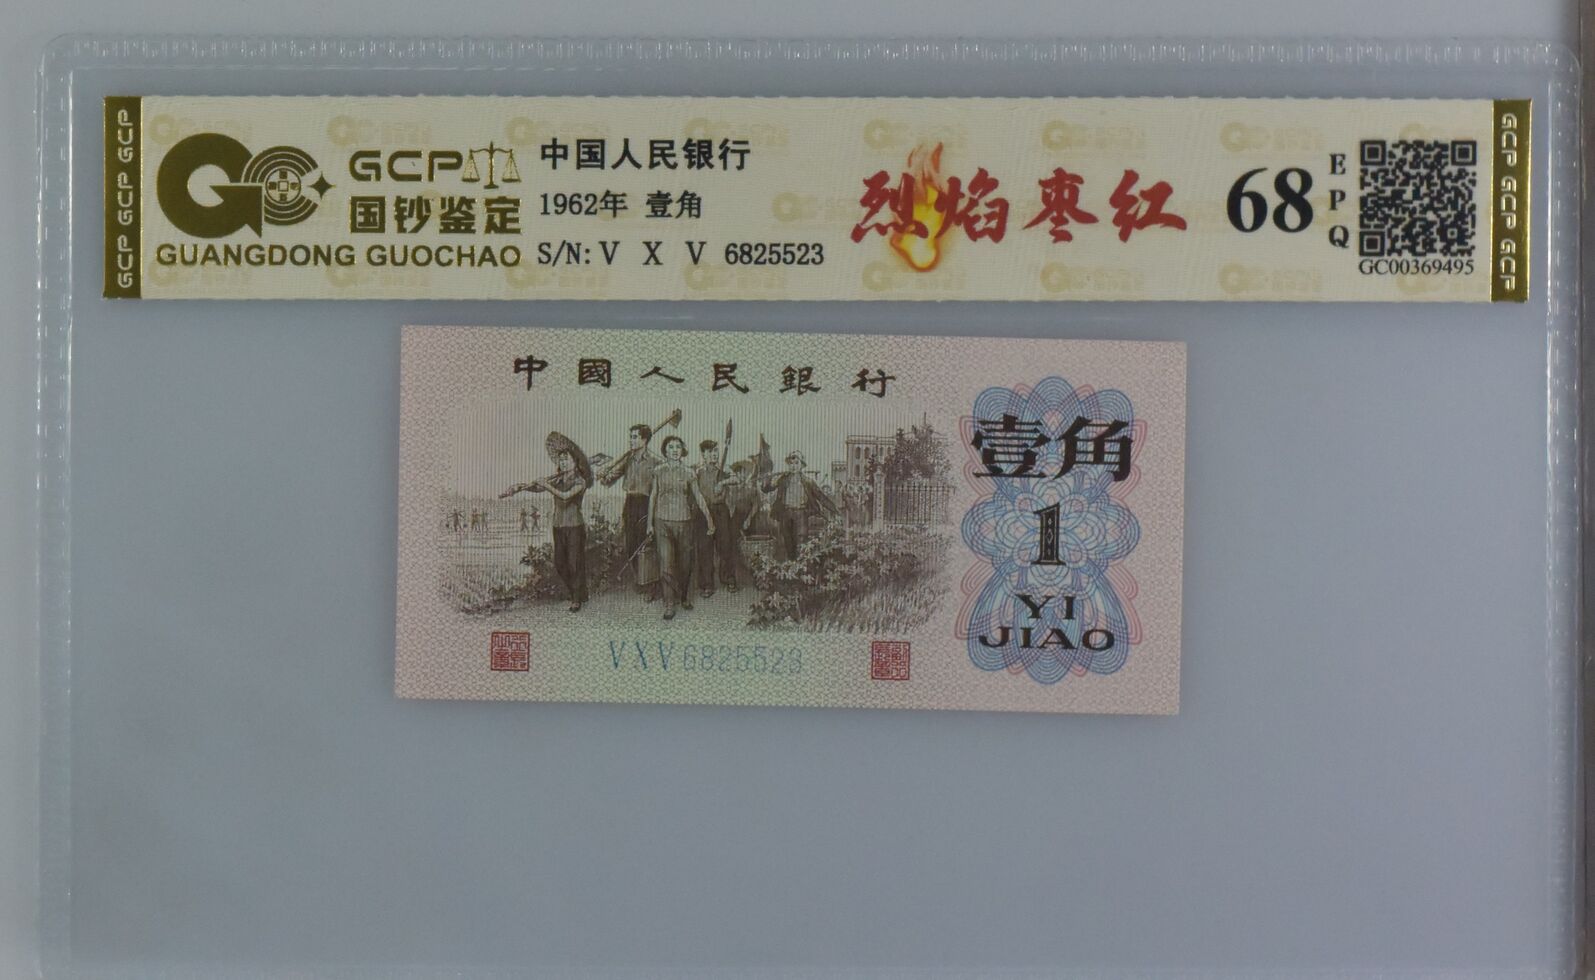 GCP GCP GCP
GCP
国钞鉴定
GUANGDONG GUOCHAO
中国人民银行
1962年 壹角
S/N: V X V 6825523
烈焰枣红
68
EPQ
GC00369495
GCP GCP GCP
中國人民銀行
壹角
1
YI
JIAO
VXV6825523